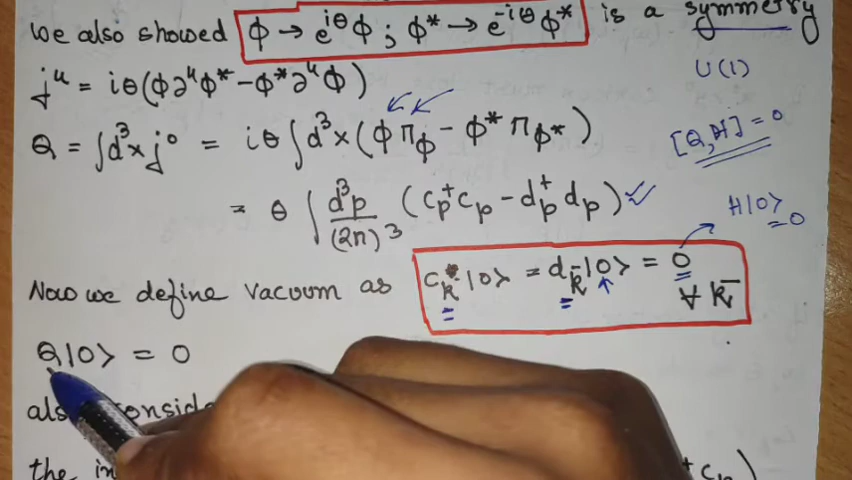 we also showed ϕ → e^{iθ}ϕ ; ϕ* → e^{-iθ}ϕ* is a symmetry
U(1)
j^μ = iθ(ϕ∂^μϕ* - ϕ*∂^μϕ)
Q = ∫d³x j⁰ = iθ ∫d³x (ϕ Π_ϕ - ϕ* Π_ϕ*)
[Q,H] = 0
= θ ∫ d³p/(2π)³ (c_p⁺c_p - d_p⁺d_p)
H|0> = 0
Now we define vacuum as c_k̄|0> = d_k̄|0> = 0 ∀ k̄
Q|0> = 0
the